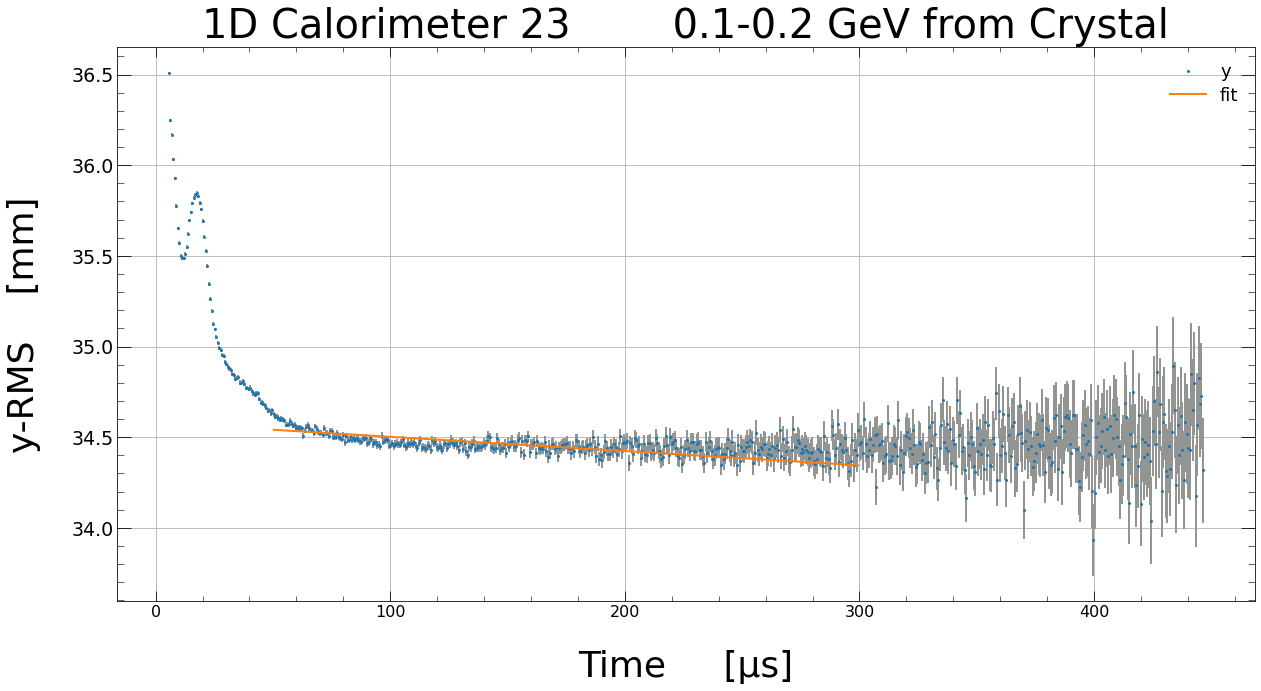 1D Calorimeter 23 0.1-0.2 GeV from Crystal
y
fit
y-RMS [mm]
36.5
36.0
35.5
35.0
34.5
34.0
0 100 200 300 400
Time [µs]